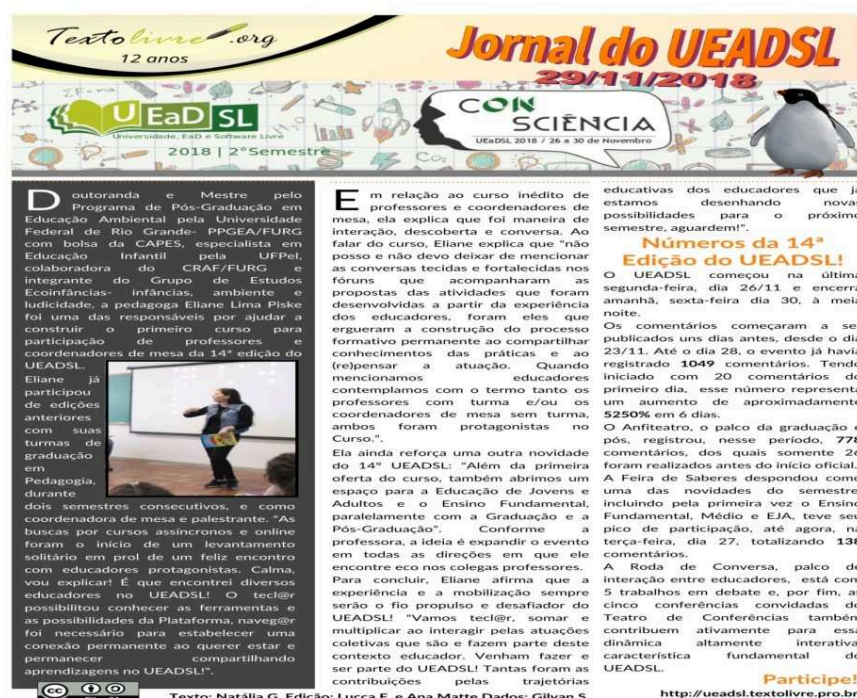 Textolivre.org
12 anos
Jornal do UEADSL
29/11/2018
UEaD SL
Universidade, EaD e Software Livre
2018 | 2°Semestre
CON
SCIÊNCIA
UEaDSL 2018 / 26 a 30 de Novembro
Doutoranda e Mestre pelo
Programa de Pós-Graduação em
Educação Ambiental pela Universidade
Federal de Rio Grande- PPGEA/FURG
com bolsa da CAPES, especialista em
Educação Infantil pela UFPel,
colaboradora do CRAF/FURG e
integrante do Grupo de Estudos
Ecoinfâncias- infâncias, ambiente e
ludicidade, a pedagoga Eliane Lima Piske
foi uma das responsáveis por ajudar a
construir o primeiro curso para
participação de professores e
coordenadores de mesa da 14ª edição do
UEADSL.
Eliane já
participou
de edições
anteriores
com suas
turmas de
graduação
em
Pedagogia,
durante
dois semestres consecutivos, e como
coordenadora de mesa e palestrante. "As
buscas por cursos assíncronos e online
foram o início de um levantamento
solitário em prol de um feliz encontro
com educadores protagonistas. Calma,
vou explicar! É que encontrei diversos
educadores no UEADSL! O tecl@r
possibilitou conhecer as ferramentas e
as possibilidades da Plataforma, naveg@r
foi necessário para estabelecer uma
conexão permanente ao querer estar e
permanecer compartilhando
aprendizagens no UEADSL!".
Em relação ao curso inédito de
professores e coordenadores de
mesa, ela explica que foi maneira de
interação, descoberta e conversa. Ao
falar do curso, Eliane explica que "não
posso e não devo deixar de mencionar
as conversas tecidas e fortalecidas nos
fóruns que acompanharam as
propostas das atividades que foram
desenvolvidas a partir da experiência
dos educadores, foram eles que
ergueram a construção do processo
formativo permanente ao compartilhar
conhecimentos das práticas e ao
(re)pensar a atuação. Quando
mencionamos educadores
contemplamos com o termo tanto os
professores com turma e/ou os
coordenadores de mesa sem turma,
ambos foram protagonistas no
Curso.".
Ela ainda reforça uma outra novidade
do 14º UEADSL: "Além da primeira
oferta do curso, também abrimos um
espaço para a Educação de Jovens e
Adultos e o Ensino Fundamental,
paralelamente com a Graduação e a
Pós-Graduação". Conforme a
professora, a ideia é expandir o evento
em todas as direções em que ele
encontre eco nos colegas professores.
Para concluir, Eliane afirma que a
experiência e a mobilização sempre
serão o fio propulso e desafiador do
UEADSL! "Vamos tecl@r, somar e
multiplicar ao interagir pelas atuações
coletivas que são e fazem parte deste
contexto educador. Venham fazer e
ser parte do UEADSL! Tantas foram as
contribuições pelas trajetórias
educativas dos educadores que j
estamos desenhando nova
possibilidades para o próximo
semestre, aguardem!".
Números da 14ª
Edição do UEADSL!
O UEADSL começou na última
segunda-feira, dia 26/11 e encerra
amanhã, sexta-feira dia 30, à meia
noite.
Os comentários começaram a se
publicados uns dias antes, desde o dia
23/11. Até o dia 28, o evento já havia
registrado 1049 comentários. Tendo
iniciado com 20 comentários do
primeiro dia, esse número representa
um aumento de aproximadamente
5250% em 6 dias.
O Anfiteatro, o palco da graduação e
pós, registrou, nesse período, 778
comentários, dos quais somente 26
foram realizados antes do início oficial.
A Feira de Saberes despondou como
uma das novidades do semestre,
incluindo pela primeira vez o Ensino
Fundamental, Médio e EJA, teve seu
pico de participação, até agora, na
terça-feira, dia 27, totalizando 138
comentários.
A Roda de Conversa, palco de
interação entre educadores, está com
5 trabalhos em debate e, por fim, as
cinco conferências convidadas do
Teatro de Conferências também
contribuem ativamente para essa
dinâmica altamente interativa,
característica fundamental do
UEADSL.
Participe!
http://ueadsl.textolivre.pro.b
cc
Texto: Natália G. Edição: Lucca F. e Ana Matte Dados: Gilvan S.